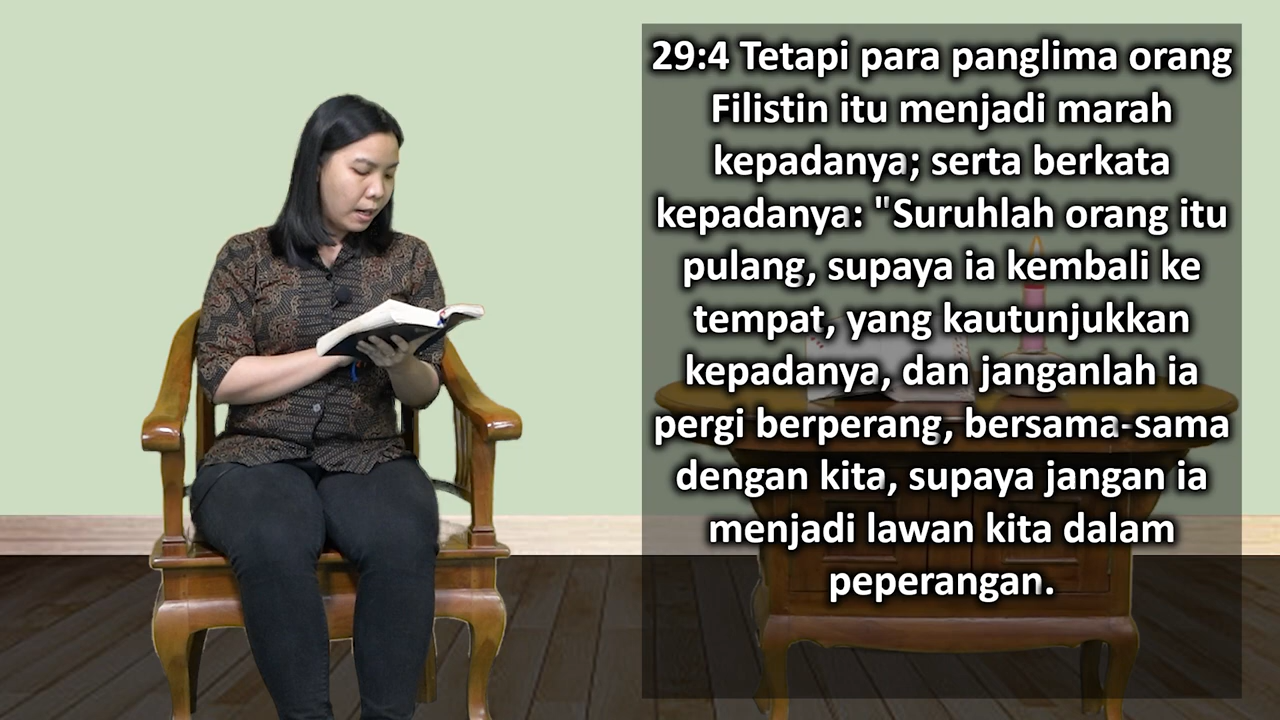 29:4 Tetapi para panglima orang
Filistin itu menjadi marah
kepadanya; serta berkata
kepadanya: "Suruhlah orang itu
pulang, supaya ia kembali ke
tempat, yang kautunjukkan
kepadanya, dan janganlah ia
pergi berperang, bersama-sama
dengan kita, supaya jangan ia
menjadi lawan kita dalam
peperangan.